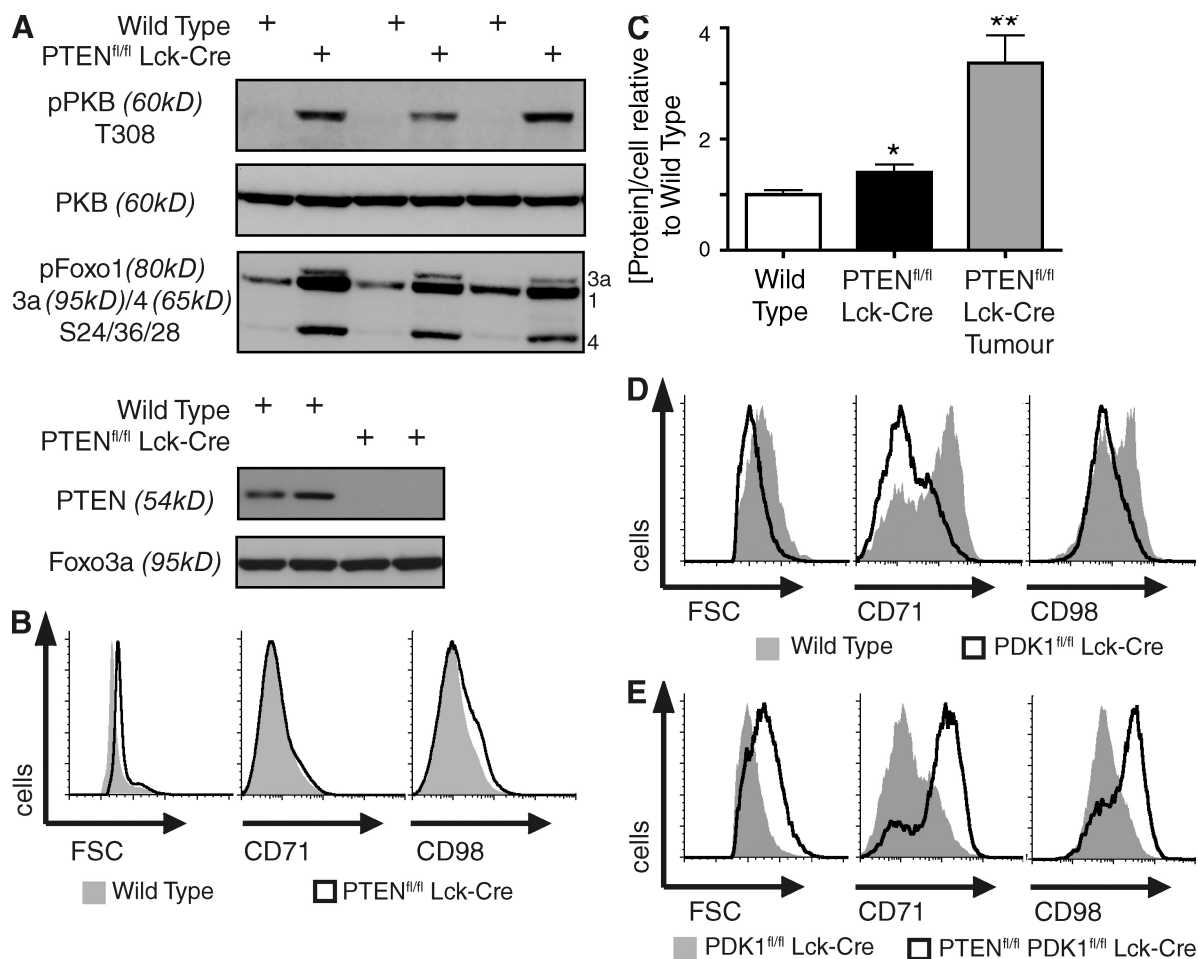 A
Wild Type + + +
PTENfl/fl Lck-Cre + + +
pPKB (60kD)
T308
PKB (60kD)
pFoxo1(80kD)
3a(95kD)/4 (65kD)
S24/36/28
3a
1
4
Wild Type + +
PTENfl/fl Lck-Cre + +
PTEN (54kD)
Foxo3a (95kD)
B
cells
FSC
CD71
CD98
Wild Type
PTENfl/fl Lck-Cre
C
[Protein]/cell relative
to Wild Type
4
2
0
*
**
Wild
Type
PTENfl/fl
Lck-Cre
PTENfl/fl
Lck-Cre
Tumour
D
cells
FSC
CD71
CD98
Wild Type
PDK1fl/fl Lck-Cre
E
cells
FSC
CD71
CD98
PDK1fl/fl Lck-Cre
PTENfl/fl PDK1fl/fl Lck-Cre